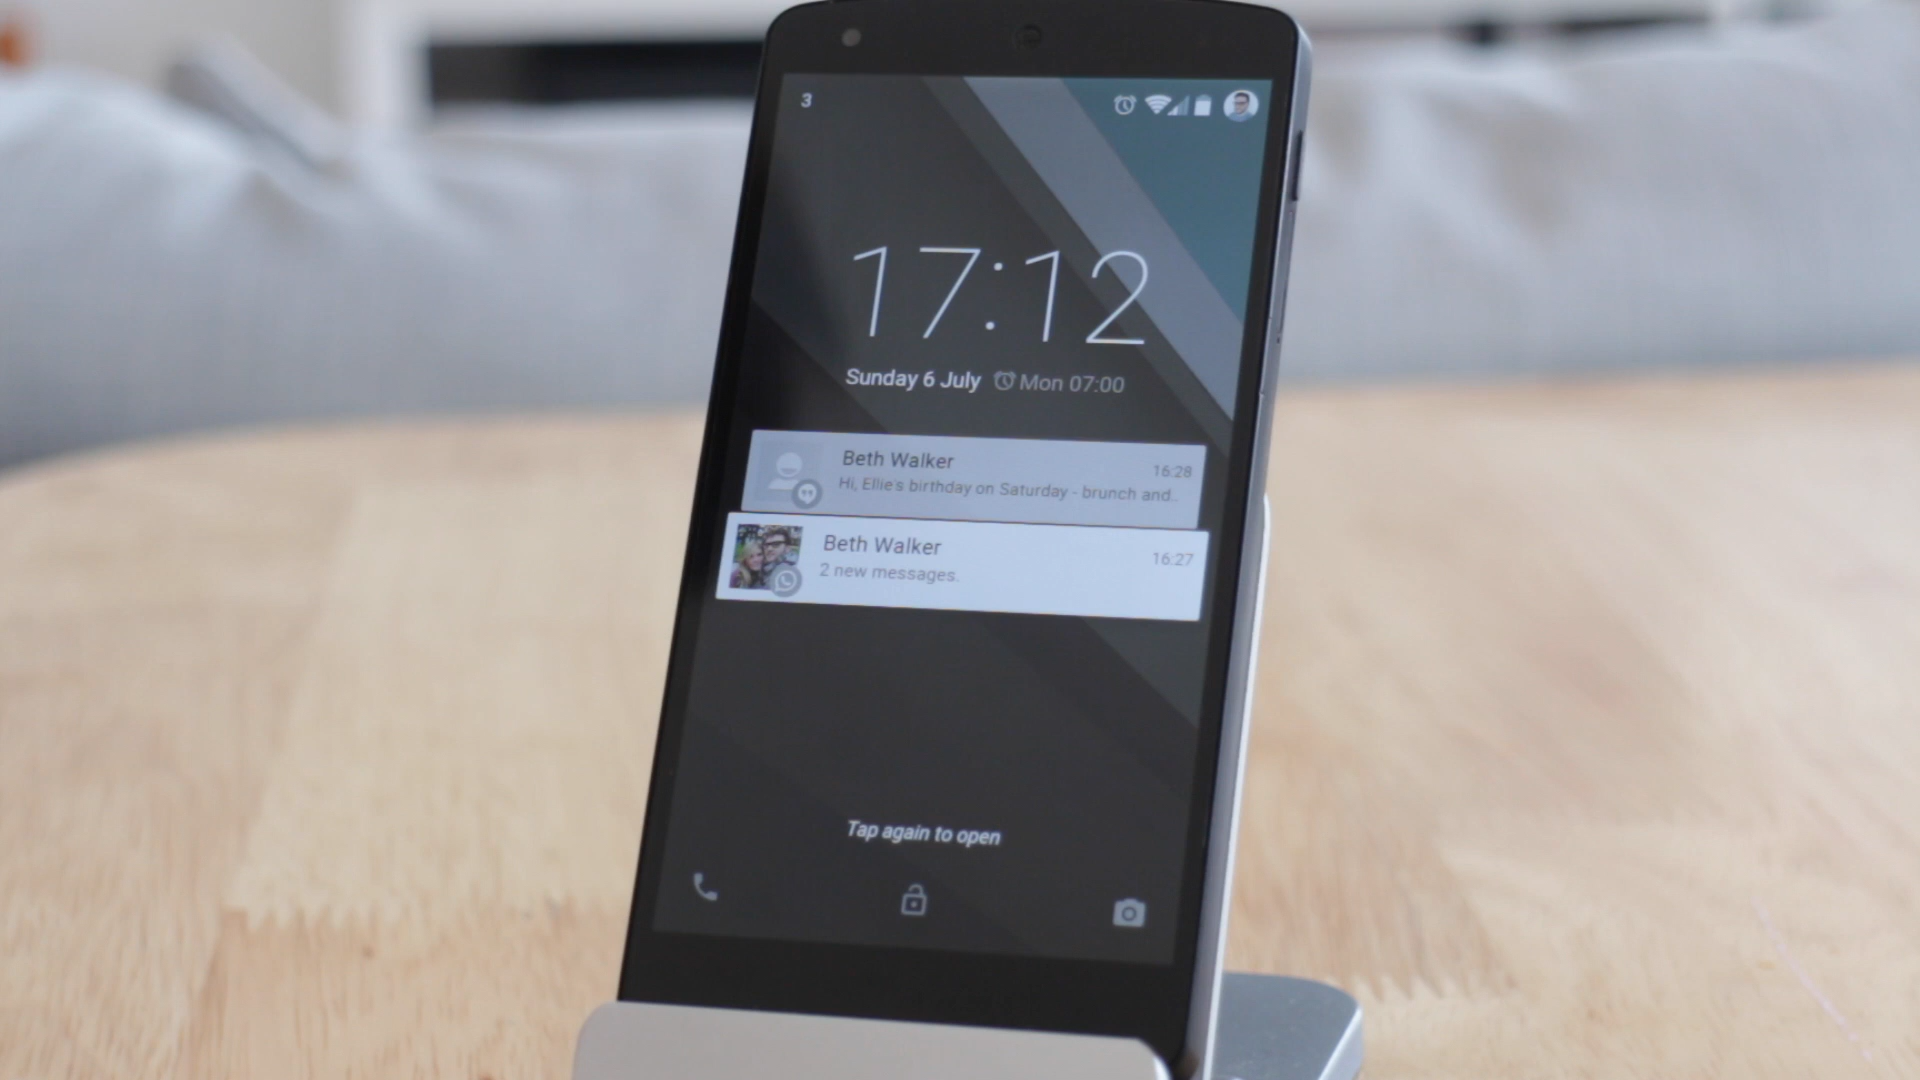 3
17:12
Sunday 6 July Mon 07:00
Beth Walker 16:28
Hi, Ellie's birthday on Saturday - brunch and..
Beth Walker 16:27
2 new messages.
Tap again to open